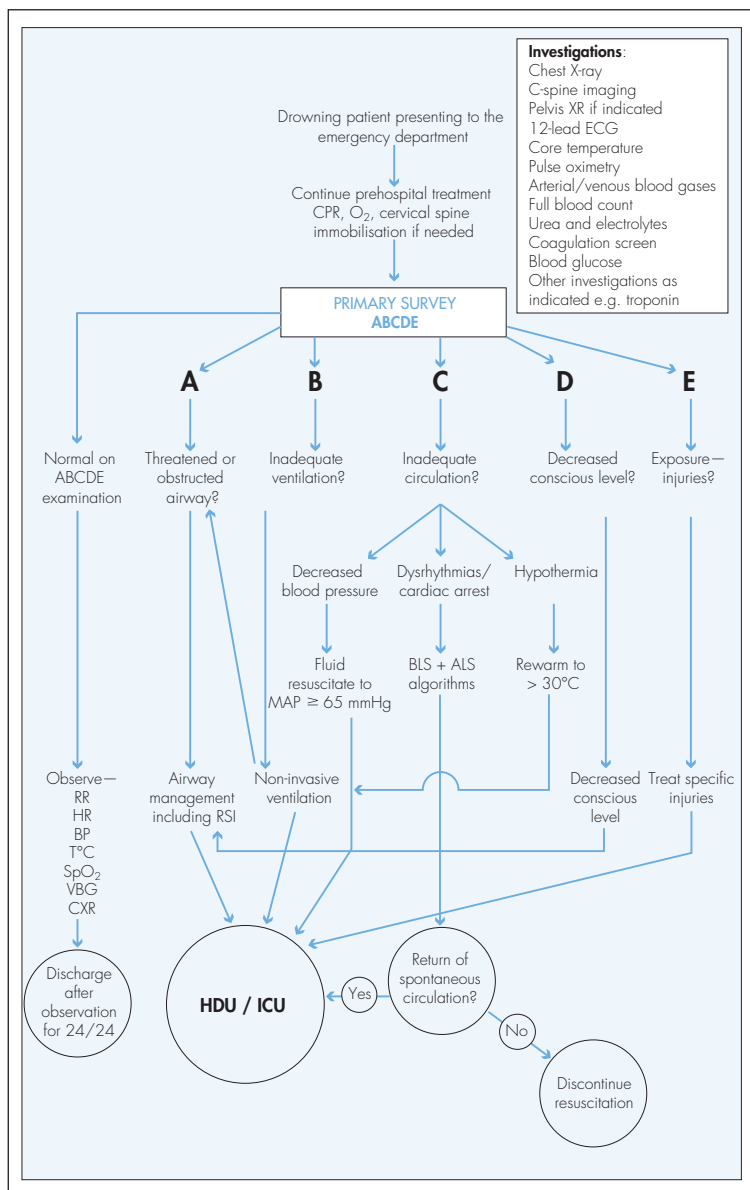 Investigations:
Chest X-ray
C-spine imaging
Pelvis XR if indicated
12-lead ECG
Core temperature
Pulse oximetry
Arterial/venous blood gases
Full blood count
Urea and electrolytes
Coagulation screen
Blood glucose
Other investigations as
indicated e.g. troponin
Drowning patient presenting to the
emergency department
Continue prehospital treatment
CPR, O₂, cervical spine
immobilisation if needed
PRIMARY SURVEY
ABCDE
A
B
C
D
E
Normal on
ABCDE
examination
Threatened or
obstructed
airway?
Inadequate
ventilation?
Inadequate
circulation?
Decreased
conscious level?
Exposure—
injuries?
Decreased
blood pressure
Dysrhythmias/
cardiac arrest
Hypothermia
Fluid
resuscitate to
MAP ≥ 65 mmHg
BLS + ALS
algorithms
Rewarm to
> 30°C
Observe—
RR
HR
BP
T°C
SpO₂
VBG
CXR
Airway
management
including RSI
Non-invasive
ventilation
Decreased
conscious
level
Treat specific
injuries
Discharge
after
observation
for 24/24
HDU / ICU
Yes
Return of
spontaneous
circulation?
No
Discontinue
resuscitation